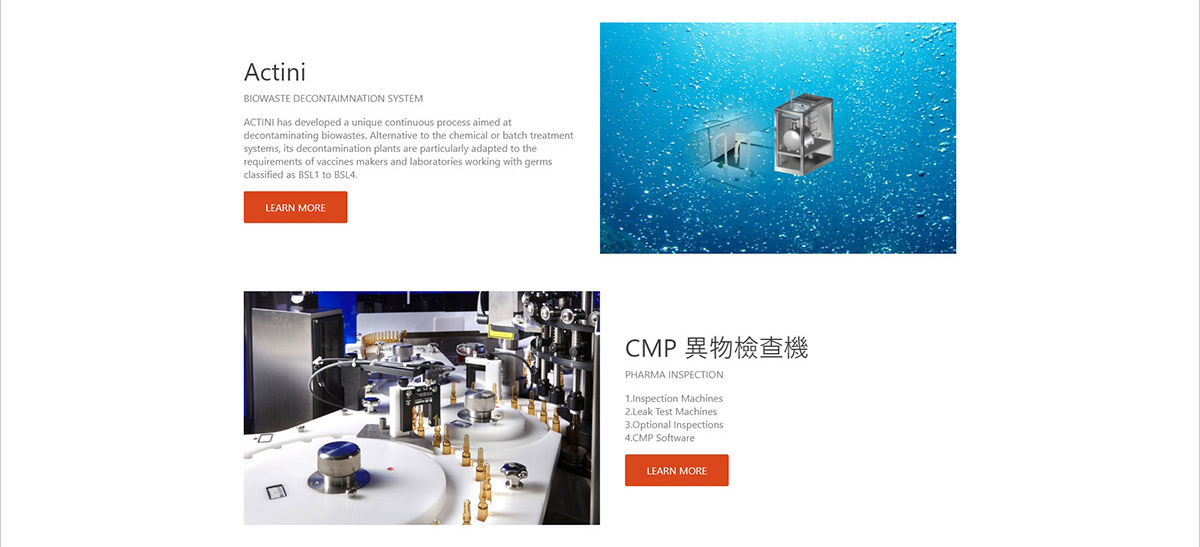 Actini
BIOWASTE DECONTAIMNATION SYSTEM
ACTINI has developed a unique continuous process aimed at
decontaminating biowastes. Alternative to the chemical or batch treatment
systems, its decontamination plants are particularly adapted to the
requirements of vaccines makers and laboratories working with germs
classified as BSL1 to BSL4.
LEARN MORE
CMP 異物檢查機
PHARMA INSPECTION
1.Inspection Machines
2.Leak Test Machines
3.Optional Inspections
4.CMP Software
LEARN MORE